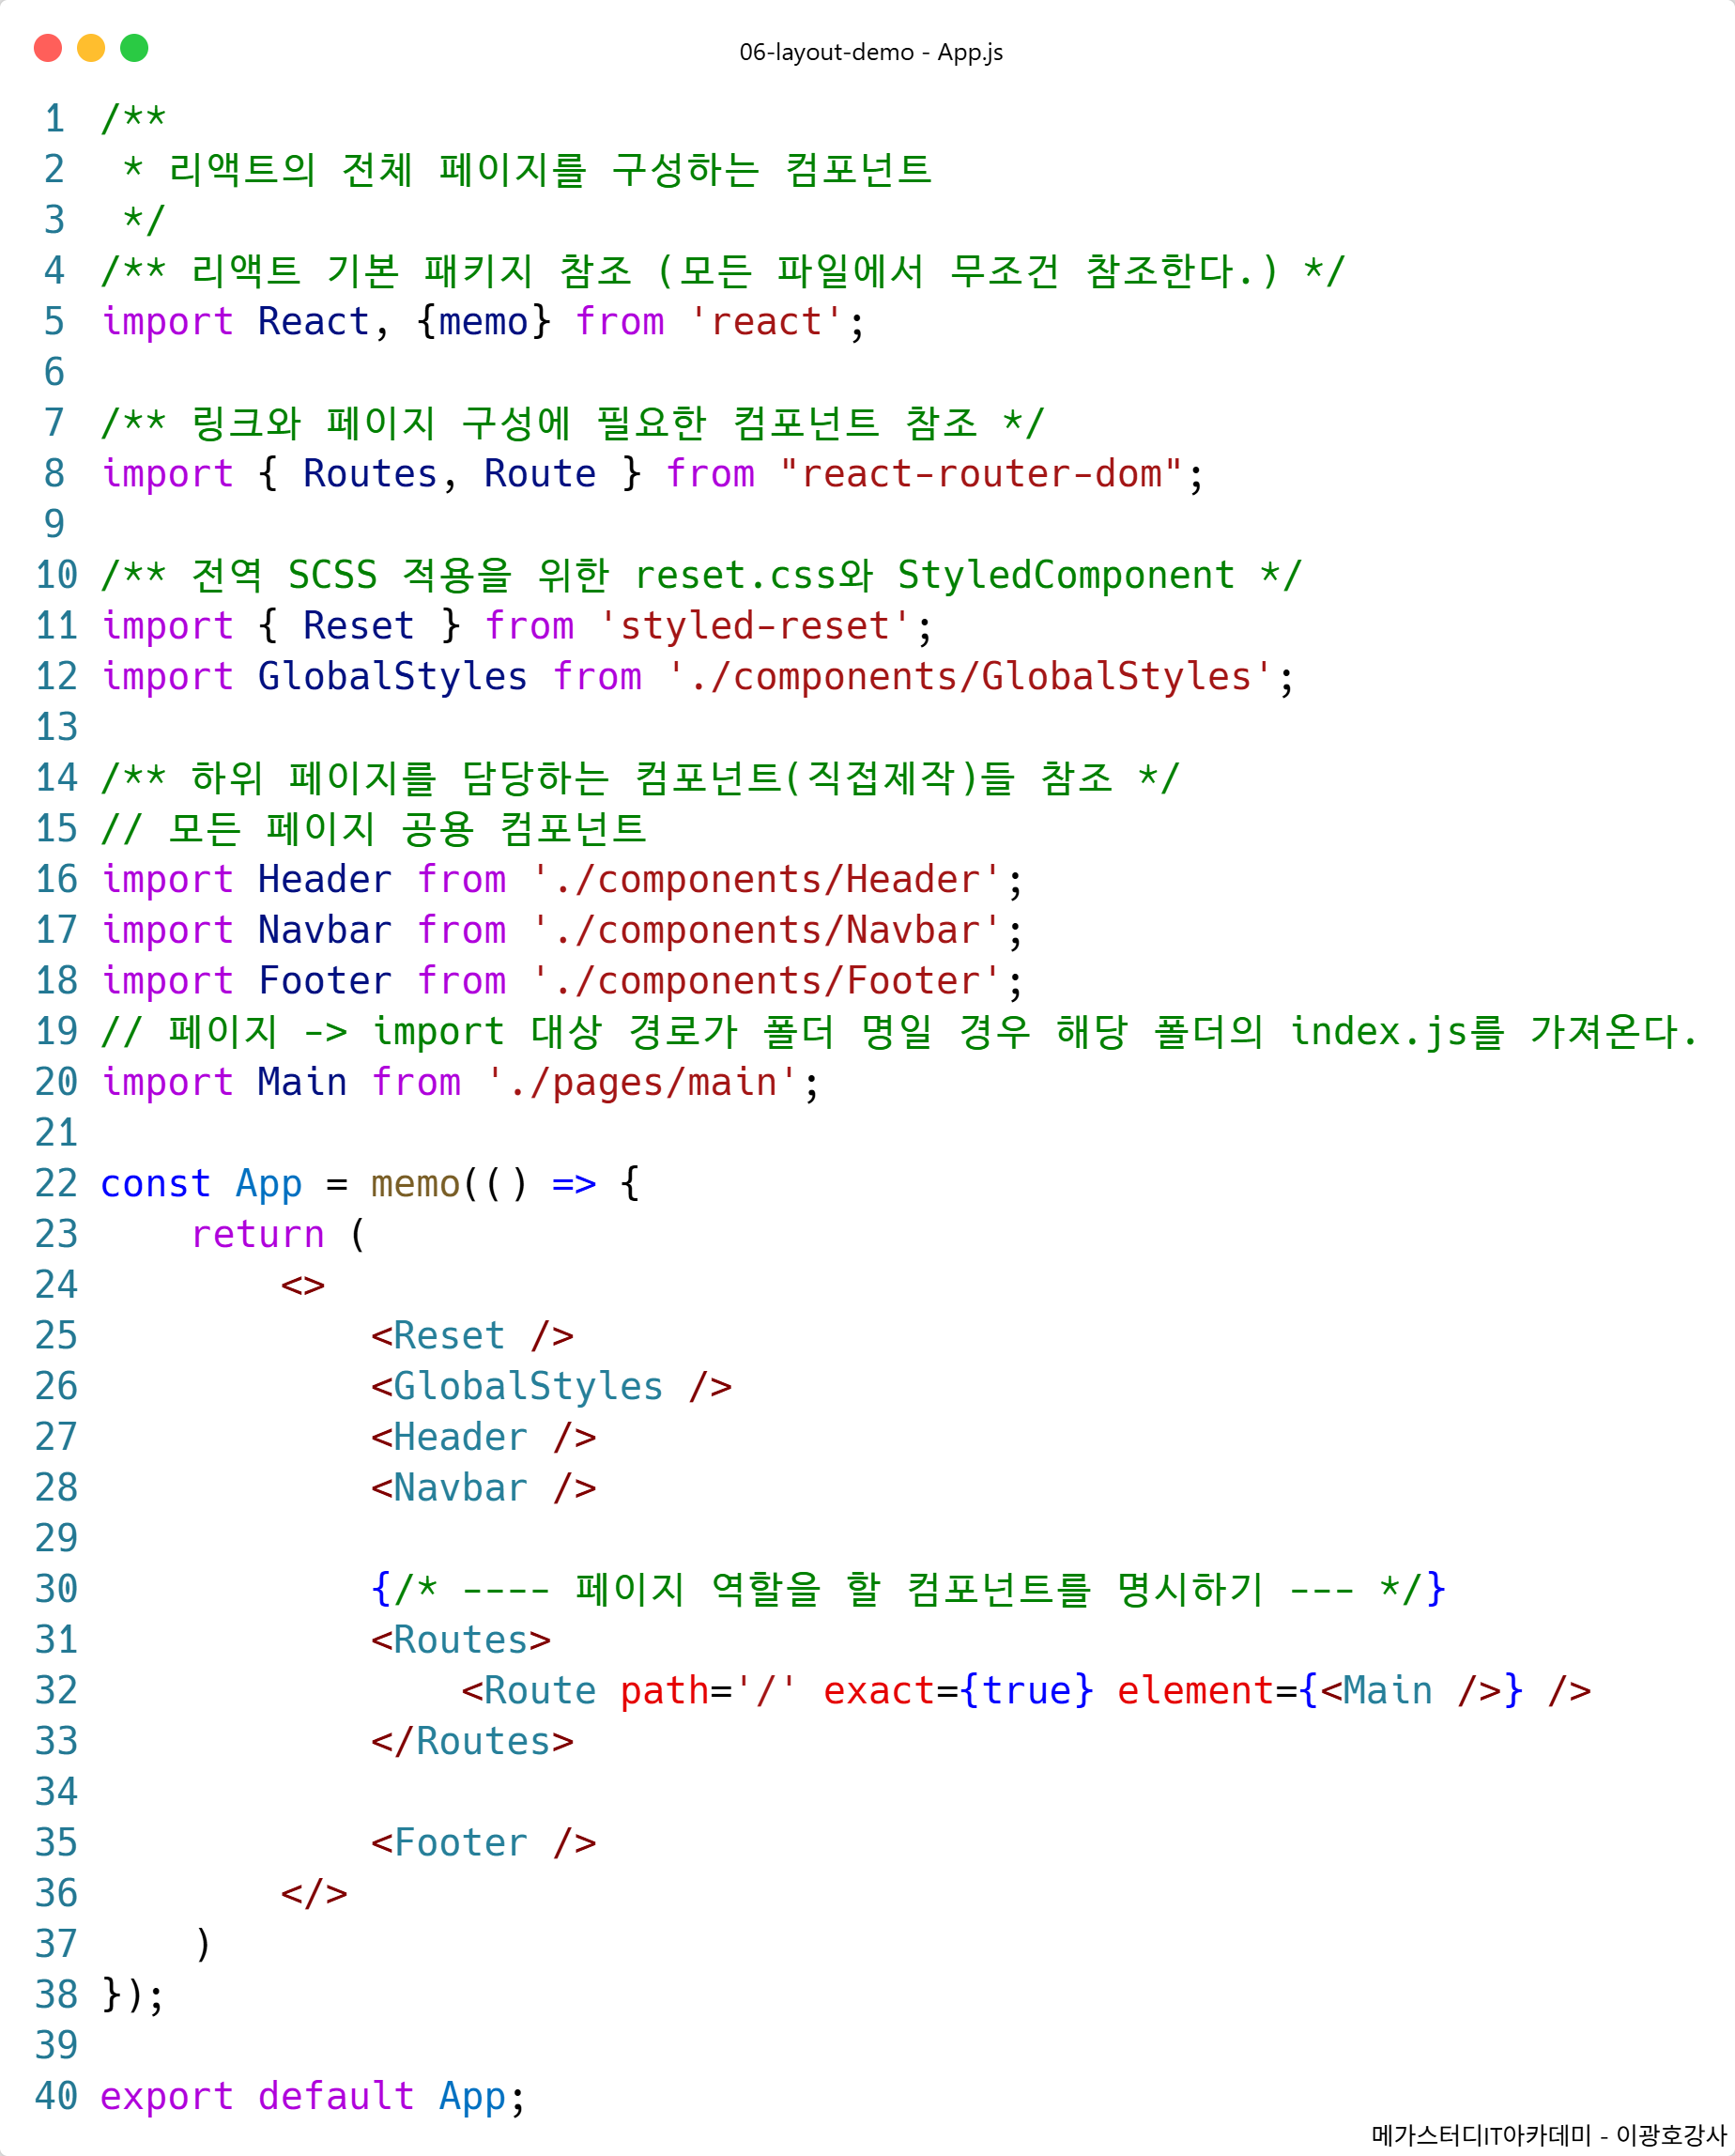 06-layout-demo - App.js
1 /**
2  * 리액트의 전체 페이지를 구성하는 컴포넌트
3  */
4 /** 리액트 기본 패키지 참조 (모든 파일에서 무조건 참조한다.) */
5 import React, {memo} from 'react';
6
7 /** 링크와 페이지 구성에 필요한 컴포넌트 참조 */
8 import { Routes, Route } from "react-router-dom";
9
10 /** 전역 SCSS 적용을 위한 reset.css와 StyledComponent */
11 import { Reset } from 'styled-reset';
12 import GlobalStyles from './components/GlobalStyles';
13
14 /** 하위 페이지를 담당하는 컴포넌트(직접제작)들 참조 */
15 // 모든 페이지 공용 컴포넌트
16 import Header from './components/Header';
17 import Navbar from './components/Navbar';
18 import Footer from './components/Footer';
19 // 페이지 -> import 대상 경로가 폴더 명일 경우 해당 폴더의 index.js를 가져온다.
20 import Main from './pages/main';
21
22 const App = memo(() => {
23     return (
24         <>
25             <Reset />
26             <GlobalStyles />
27             <Header />
28             <Navbar />
29
30             {/* ---- 페이지 역할을 할 컴포넌트를 명시하기 --- */}
31             <Routes>
32                 <Route path='/' exact={true} element={<Main />} />
33             </Routes>
34
35             <Footer />
36         </>
37     )
38 });
39
40 export default App;
메가스터디IT아카데미 - 이광호강사